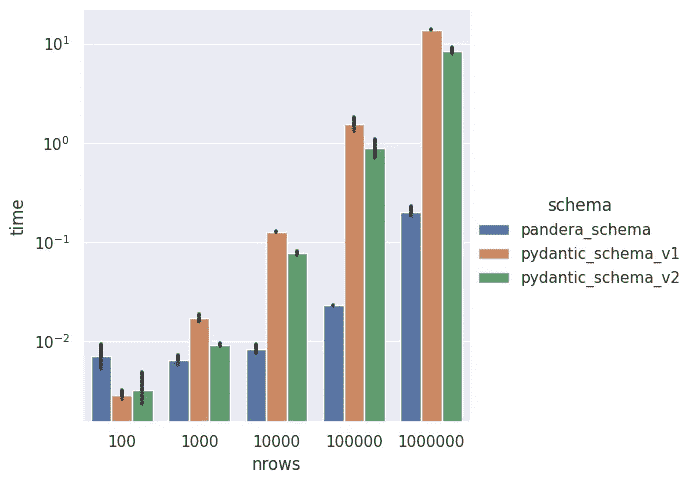 10¹
10⁰
10⁻¹
10⁻²
time
100 1000 10000 100000 1000000
nrows
schema
pandera_schema
pydantic_schema_v1
pydantic_schema_v2